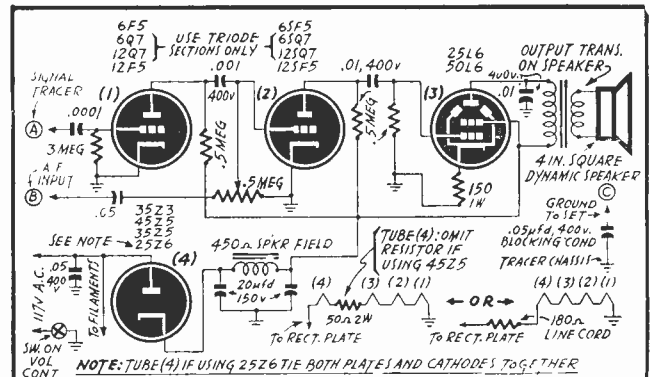 6F5
6Q7
12Q7
12F5
USE TRIODE
SECTIONS ONLY
6SF5
6SQ7
12SQ7
12SF5
25L6
50L6
OUTPUT TRANS.
ON SPEAKER
SIGNAL
TRACER
(1)
.001
400V
(2)
.01,400V
(3)
400V.
.01
A
.0001
3 MEG
.5 MEG
.5 MEG
4 IN. SQUARE
DYNAMIC SPEAKER
A F
INPUT
B
.5 MEG
.05
150
1W
C
GROUND
TO SET
.05µfd, 400V.
BLOCKING COND
TRACER CHASSIS
35Z3
45Z5
35Z5
25Z6
SEE NOTE
(4)
450Ω SPKR FIELD
TUBE(4): OMIT
RESISTOR IF
USING 45Z5
.05
400
V
117V A.C.
TO FILAMENTS
20µfd
150V
(4)
(3)
(2)
(1)
50Ω 2W
TO RECT. PLATE
OR
(4) (3) (2) (1)
TO RECT. PLATE
180Ω
LINE CORD
SW. ON
VOL
CONT
NOTE: TUBE (4) IF USING 25Z6 TIE BOTH PLATES AND CATHODES TOGETHER